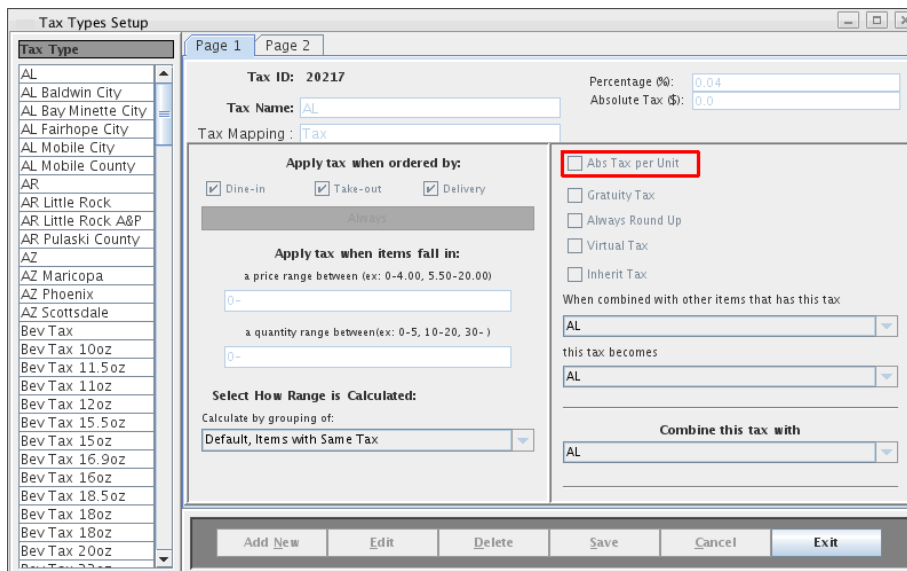 Tax Types Setup
Tax Type
AL
AL Baldwin City
AL Bay Minette City
AL Fairhope City
AL Mobile City
AL Mobile County
AR
AR Little Rock
AR Little Rock A&P
AR Pulaski County
AZ
AZ Maricopa
AZ Phoenix
AZ Scottsdale
Bev Tax
Bev Tax 10oz
Bev Tax 11.5oz
Bev Tax 11oz
Bev Tax 12oz
Bev Tax 15.5oz
Bev Tax 15oz
Bev Tax 16.9oz
Bev Tax 16oz
Bev Tax 18.5oz
Bev Tax 18oz
Bev Tax 18oz
Bev Tax 20oz
Page 1 Page 2
Tax ID: 20217
Tax Name: AL
Tax Mapping : Tax
Percentage (%): 0.04
Absolute Tax ($): 0.0
Apply tax when ordered by:
Dine-in Take-out Delivery
Always
Apply tax when items fall in:
a price range between (ex: 0-4.00, 5.50-20.00)
0-
a quantity range between(ex: 0-5, 10-20, 30- )
0-
Select How Range is Calculated:
Calculate by grouping of:
Default, Items with Same Tax
Abs Tax per Unit
Gratuity Tax
Always Round Up
Virtual Tax
Inherit Tax
When combined with other items that has this tax
AL
this tax becomes
AL
Combine this tax with
AL
Add New Edit Delete Save Cancel Exit